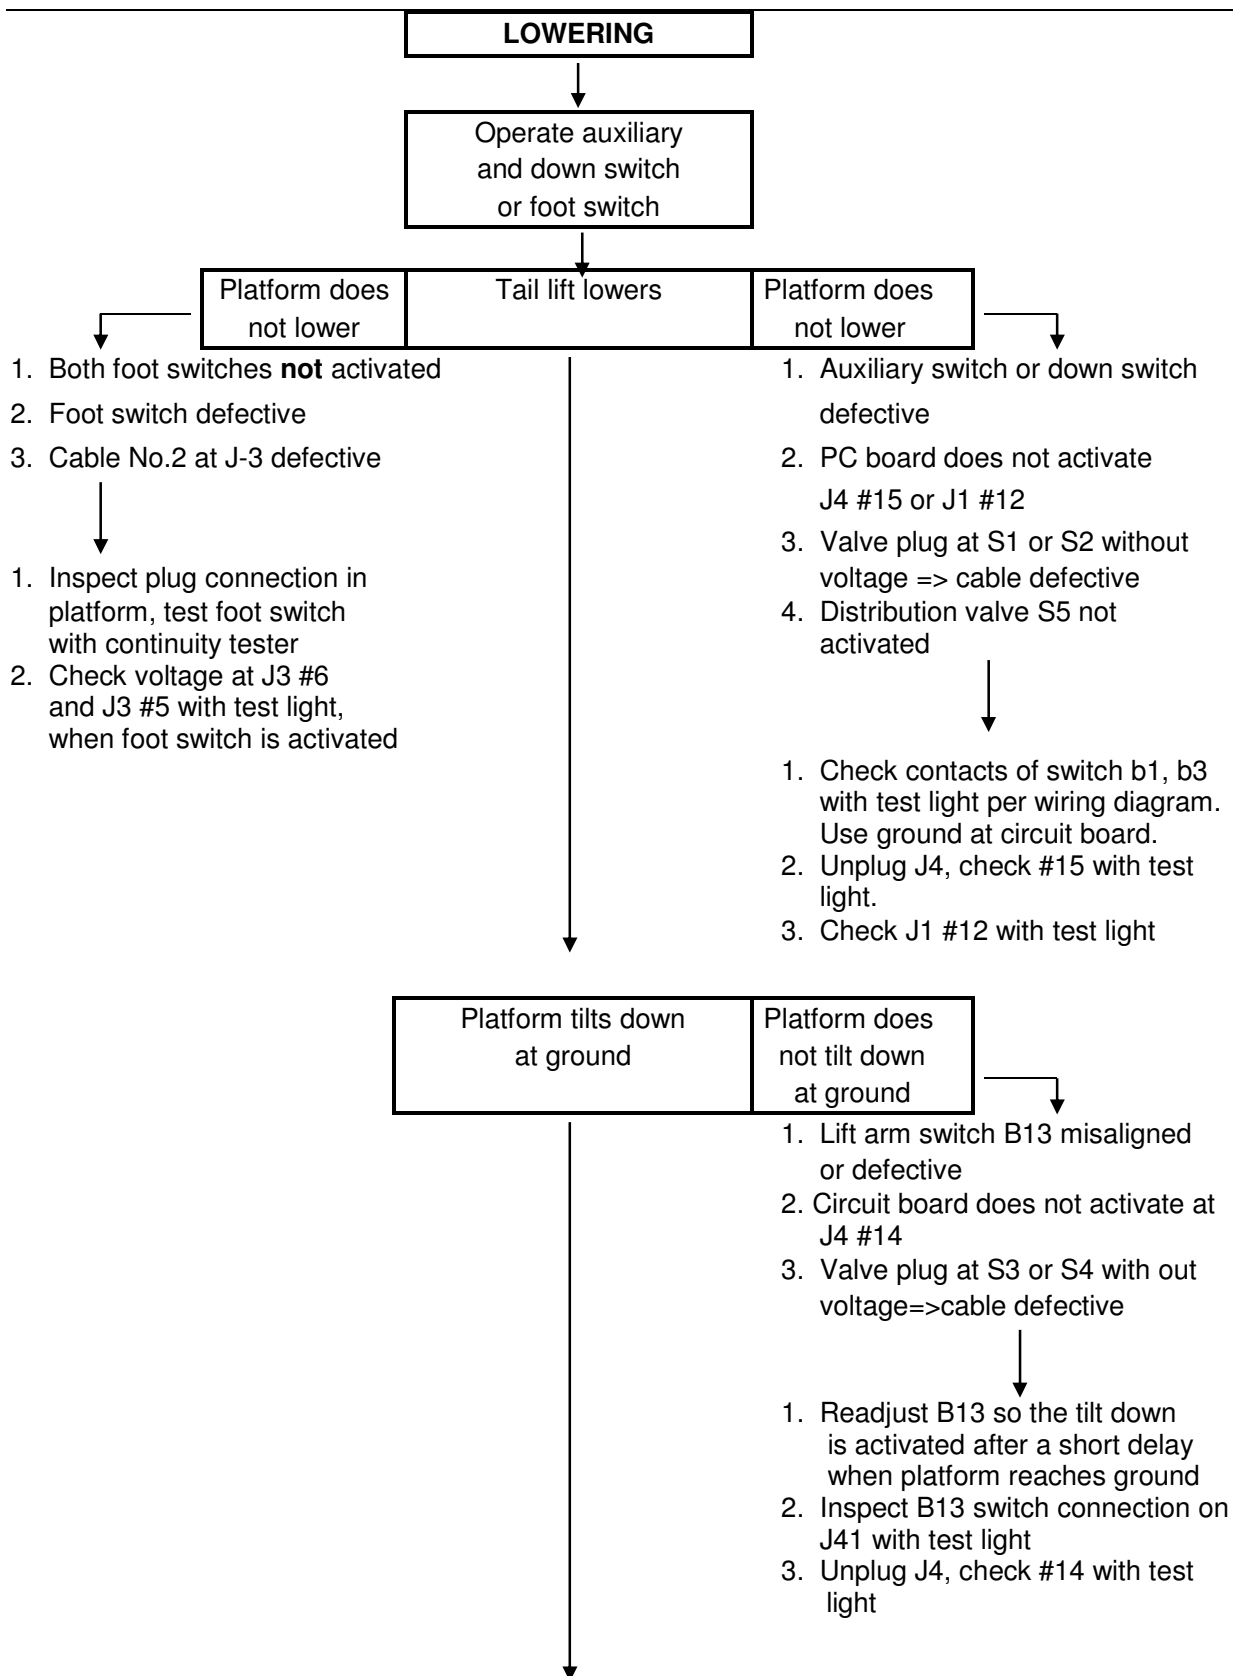 LOWERING
Operate auxiliary
and down switch
or foot switch
Platform does
not lower
Tail lift lowers
Platform does
not lower
1. Both foot switches not activated
2. Foot switch defective
3. Cable No.2 at J-3 defective
1. Inspect plug connection in
platform, test foot switch
with continuity tester
2. Check voltage at J3 #6
and J3 #5 with test light,
when foot switch is activated
1. Auxiliary switch or down switch
defective
2. PC board does not activate
J4 #15 or J1 #12
3. Valve plug at S1 or S2 without
voltage => cable defective
4. Distribution valve S5 not
activated
1. Check contacts of switch b1, b3
with test light per wiring diagram.
Use ground at circuit board.
2. Unplug J4, check #15 with test
light.
3. Check J1 #12 with test light
Platform tilts down
at ground
Platform does
not tilt down
at ground
1. Lift arm switch B13 misaligned
or defective
2. Circuit board does not activate at
J4 #14
3. Valve plug at S3 or S4 with out
voltage=>cable defective
1. Readjust B13 so the tilt down
is activated after a short delay
when platform reaches ground
2. Inspect B13 switch connection on
J41 with test light
3. Unplug J4, check #14 with test
light